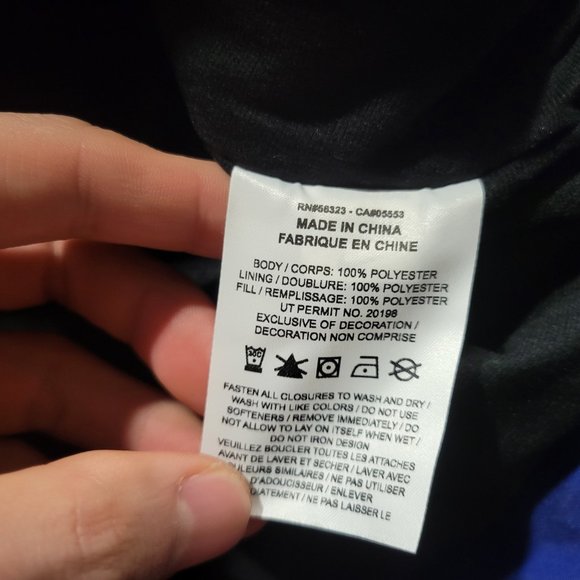 RN#56323 - CA#05553
MADE IN CHINA
FABRIQUE EN CHINE
BODY / CORPS: 100% POLYESTER
LINING / DOUBLURE: 100% POLYESTER
FILL / REMPLISSAGE: 100% POLYESTER
UT PERMIT NO. 20198
EXCLUSIVE OF DECORATION /
DECORATION NON COMPRISE
FASTEN ALL CLOSURES TO WASH AND DRY /
WASH WITH LIKE COLORS / DO NOT USE
SOFTENERS / REMOVE IMMEDIATELY / DO
NOT ALLOW TO LAY ON ITSELF WHEN WET /
DO NOT IRON DESIGN
VEUILLEZ BOUCLER TOUTES LES ATTACHES
AVANT DE LAVER ET SÉCHER / LAVER AVEC
COULEURS SIMILAIRES / NE PAS UTILISER
D'ADOUCISSEUR / ENLEVER
/ NE PAS LAISSER LE